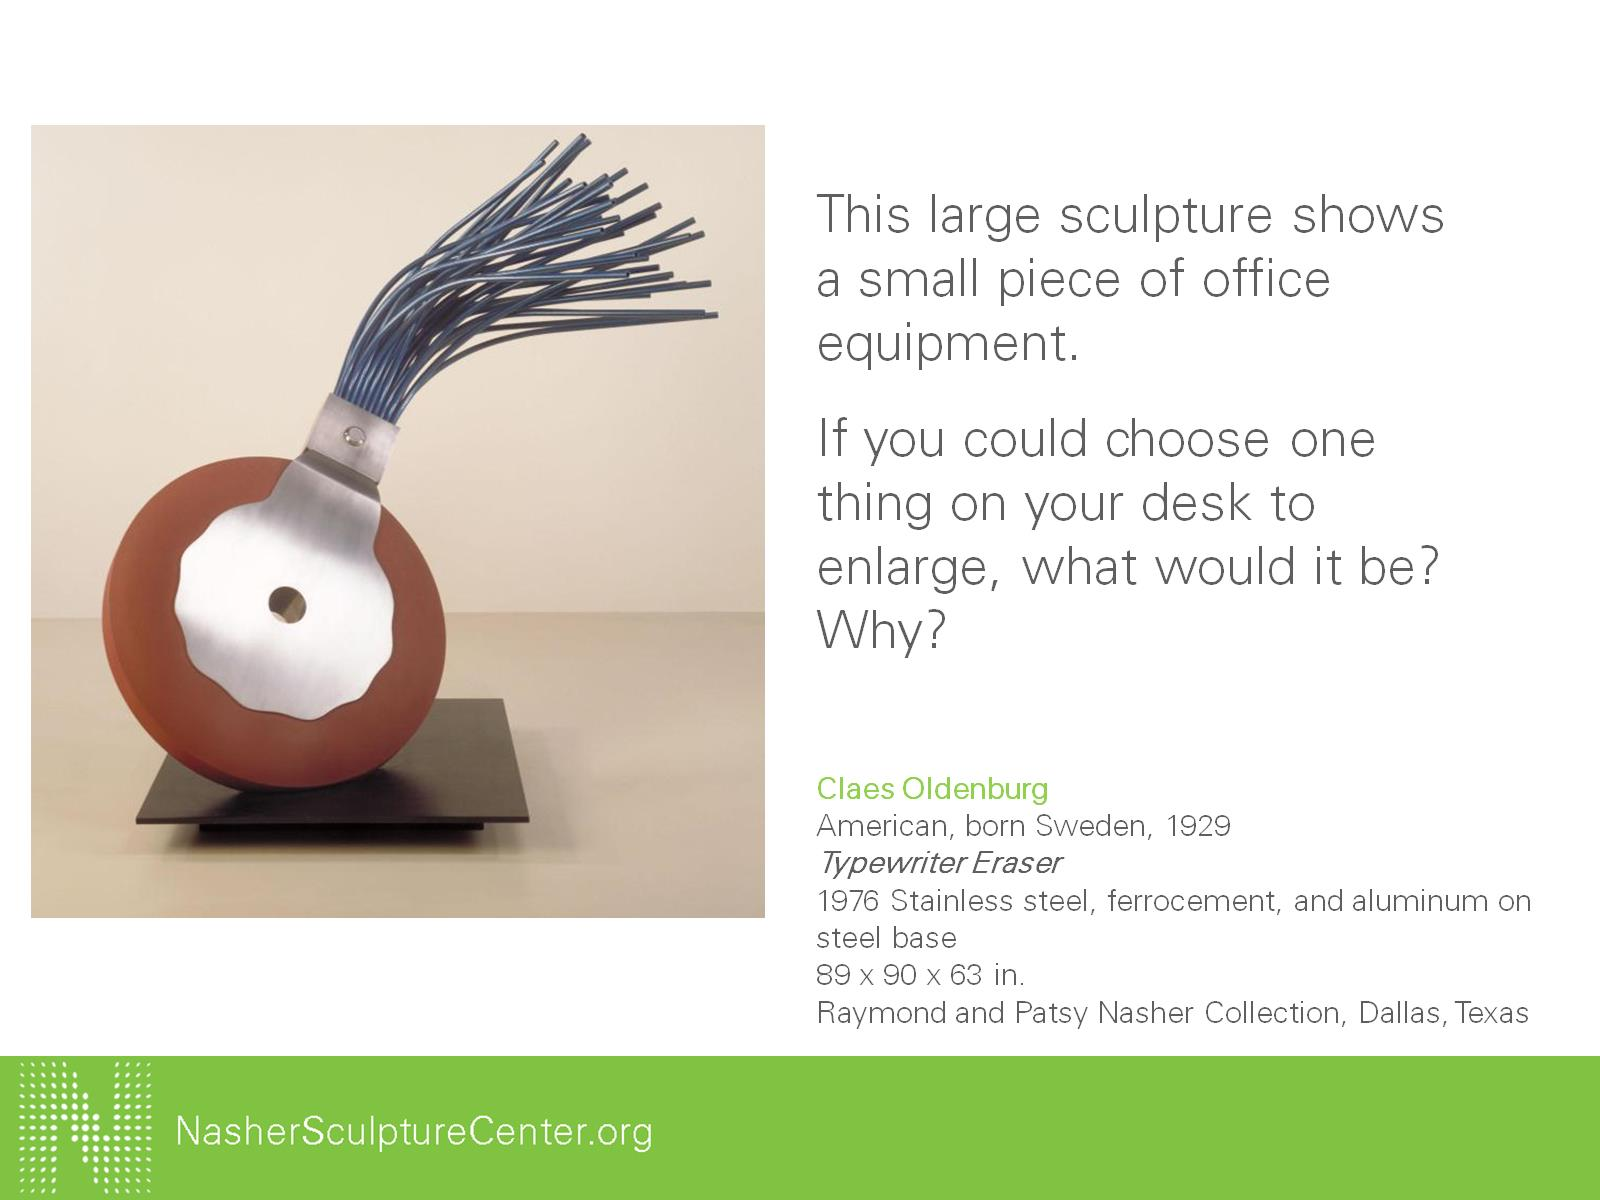 This large sculpture shows
a small piece of office
equipment.
If you could choose one
thing on your desk to
enlarge, what would it be?
Why?
Claes Oldenburg
American, born Sweden, 1929
Typewriter Eraser
1976 Stainless steel, ferrocement, and aluminum on
steel base
89 x 90 x 63 in.
Raymond and Patsy Nasher Collection, Dallas, Texas
NasherSculptureCenter.org